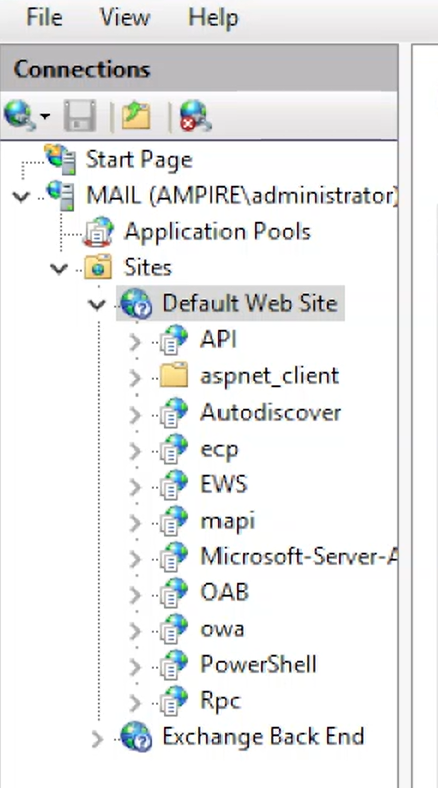 File View Help
Connections
Start Page
MAIL (AMPIRE\administrator)
Application Pools
Sites
Default Web Site
API
aspnet_client
Autodiscover
ecp
EWS
mapi
Microsoft-Server-A
OAB
owa
PowerShell
Rpc
Exchange Back End